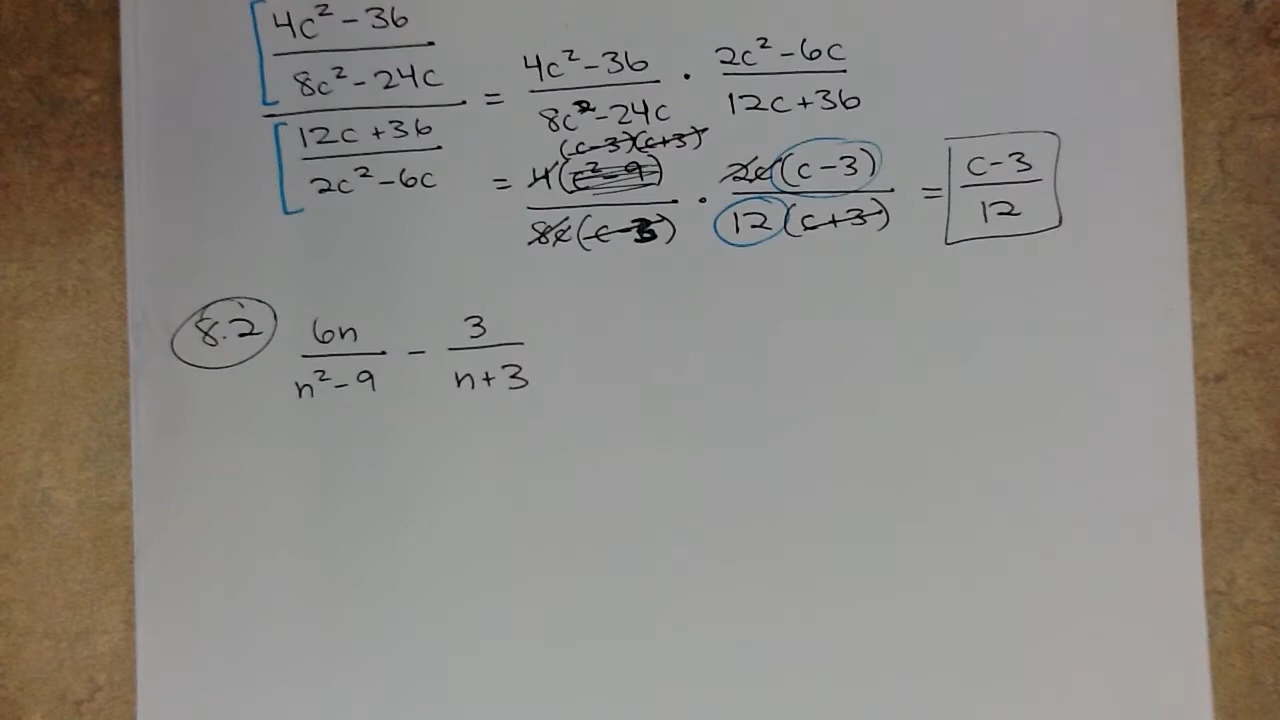 [4c² - 36 / 8c² - 24c] / [12c + 36 / 2c² - 6c] = 4c² - 36 / 8c² - 24c · 2c² - 6c / 12c + 36
= 4(c² - 9) (c-3)(c+3) / 8c(c-3) · 2c(c-3) / 12(c+3) = c-3 / 12
8.2 6n / n² - 9 - 3 / n+3